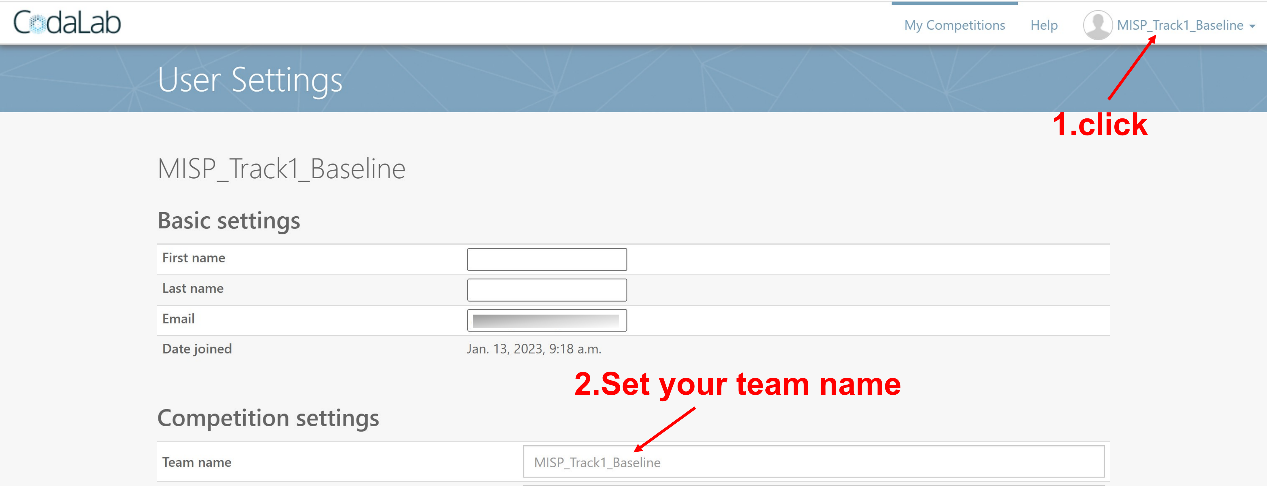 CodaLab
My Competitions Help MISP_Track1_Baseline
User Settings
1.click
MISP_Track1_Baseline
Basic settings
First name
Last name
Email
Date joined Jan. 13, 2023, 9:18 a.m.
2.Set your team name
Competition settings
Team name MISP_Track1_Baseline